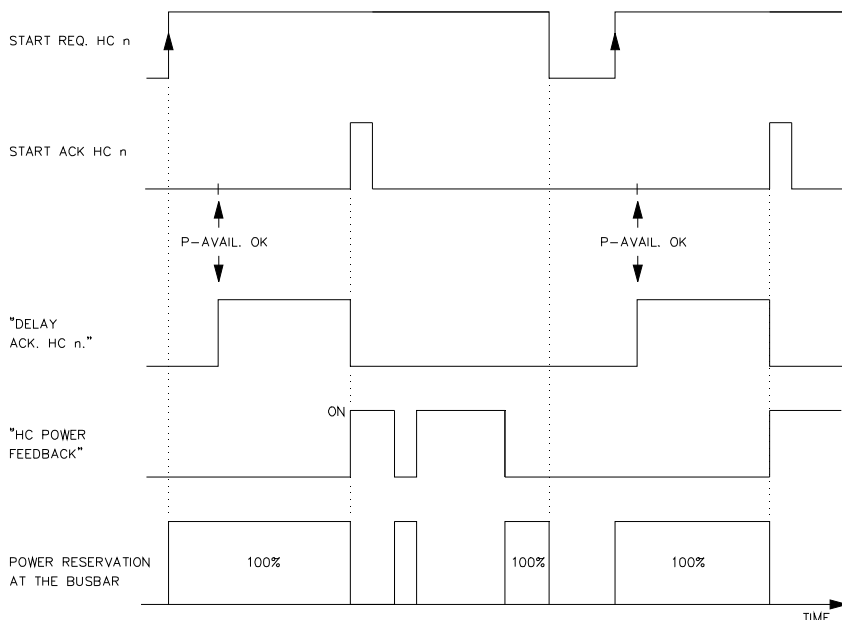 START REQ. HC n
START ACK HC n
P-AVAIL. OK
P-AVAIL. OK
"DELAY
ACK. HC n."
ON
"HC POWER
FEEDBACK"
POWER RESERVATION
AT THE BUSBAR
100%
100%
100%
TIME